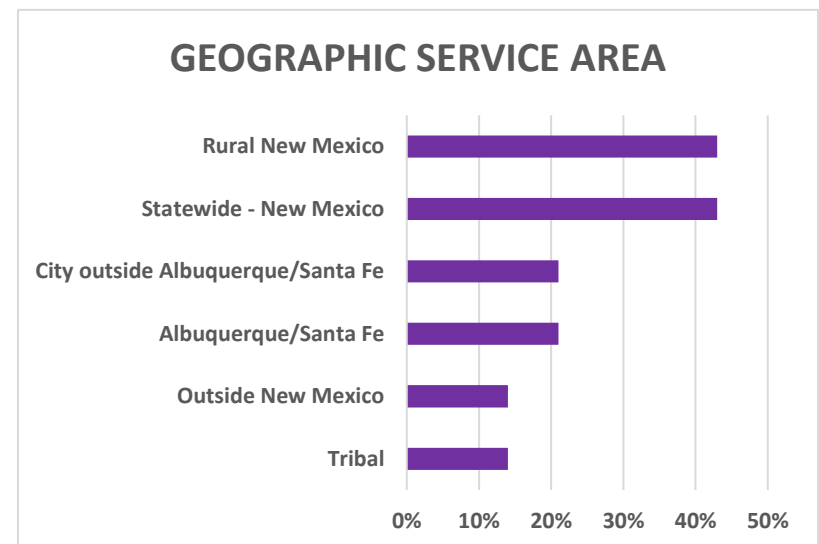 GEOGRAPHIC SERVICE AREA
Rural New Mexico
Statewide - New Mexico
City outside Albuquerque/Santa Fe
Albuquerque/Santa Fe
Outside New Mexico
Tribal
0% 10% 20% 30% 40% 50%